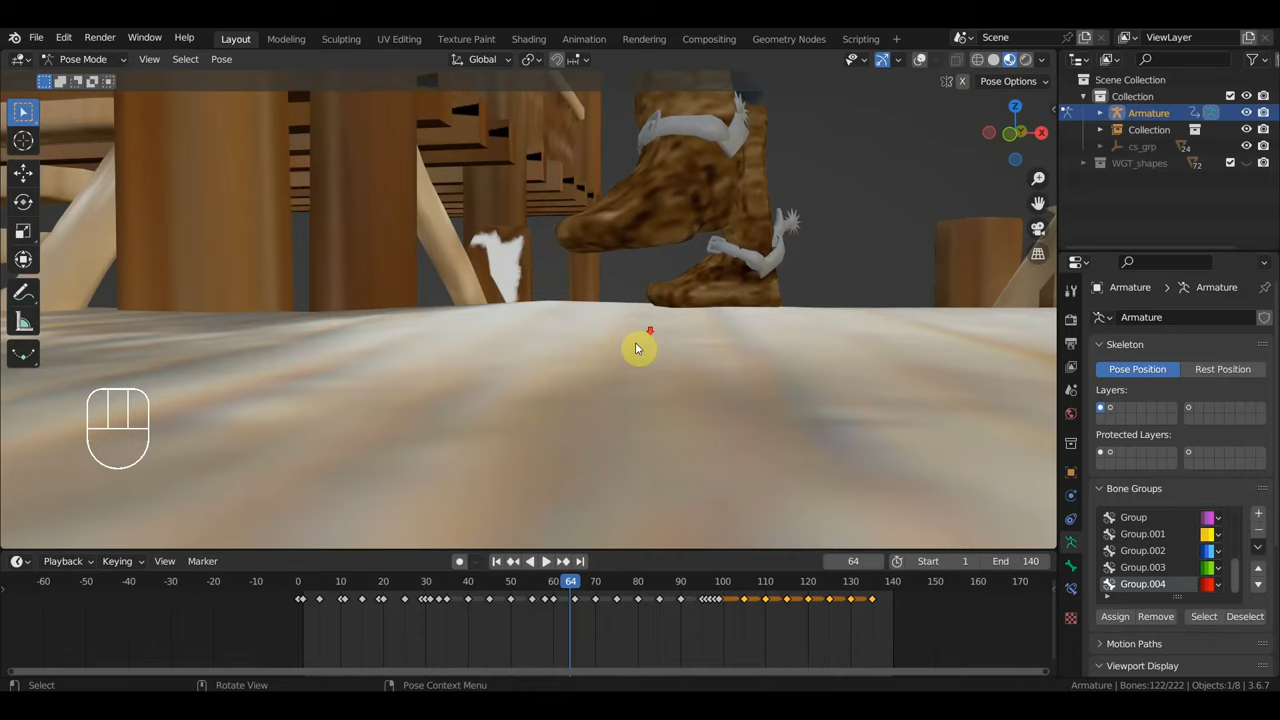 File Edit Render Window Help Layout Modeling Sculpting UV Editing Texture Paint Shading Animation Rendering Compositing Geometry Nodes Scripting + Scene ViewLayer
Pose Mode View Select Pose Global
X Pose Options
Scene Collection
Collection
Armature
Collection
cs_grp 24
WGT_shapes 72
Z
X
Y
Armature > Armature
Armature
Skeleton
Pose Position Rest Position
Layers:
Protected Layers:
Bone Groups
Group
Group.001
Group.002
Group.003
Group.004
Assign Remove Select Deselect
Motion Paths
Viewport Display
Playback Keying View Marker 64 Start 1 End 140
-60 -50 -40 -30 -20 -10 0 10 20 30 40 50 60 64 70 80 90 100 110 120 130 140 150 160 170
Select Rotate View Pose Context Menu Armature | Bones:122/222 | Objects:1/8 | 3.6.7